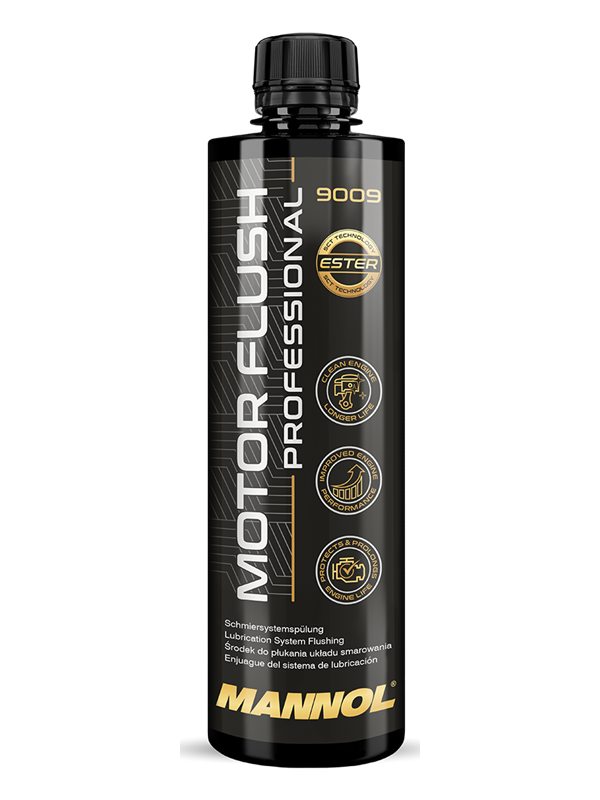 MOTOR FLUSH
PROFESSIONAL
9009
SCT TECHNOLOGY
ESTER
SCT TECHNOLOGY
CLEAN ENGINE
LONGER LIFE
IMPROVED ENGINE
PERFORMANCE
PROTECTS & PROLONGS
ENGINE LIFE
Schmiersystemspülung
Lubrication System Flushing
Środek do płukania układu smarowania
Enjuague del sistema de lubricación
MANNOL®